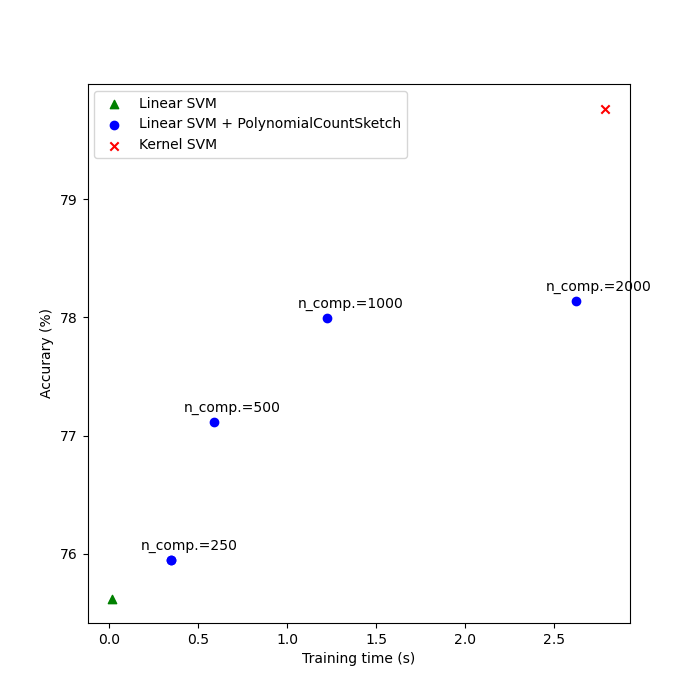 Linear SVM
Linear SVM + PolynomialCountSketch
Kernel SVM
79
n_comp.=2000
n_comp.=1000
78
Accurary (%)
n_comp.=500
77
n_comp.=250
76
0.0 0.5 1.0 1.5 2.0 2.5
Training time (s)